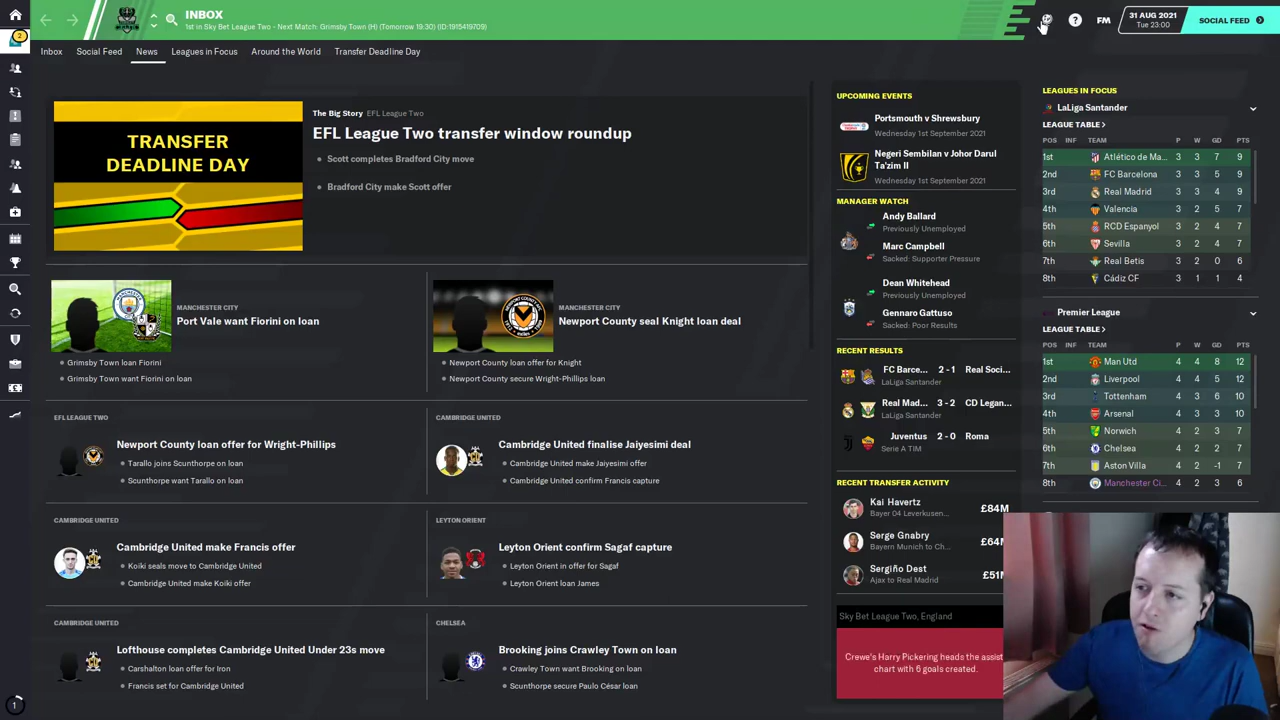 2
INBOX
1st in Sky Bet League Two - Next Match: Grimsby Town (H) (Tomorrow 19:30) (ID:1915419709)
?
FM
31 AUG 2021
Tue 23:00
SOCIAL FEED
Inbox
Social Feed
News
Leagues in Focus
Around the World
Transfer Deadline Day
TRANSFER
DEADLINE DAY
The Big Story EFL League Two
EFL League Two transfer window roundup
Scott completes Bradford City move
Bradford City make Scott offer
MANCHESTER CITY
Port Vale want Fiorini on loan
Grimsby Town loan Fiorini
Grimsby Town want Fiorini on loan
MANCHESTER CITY
Newport County seal Knight loan deal
Newport County loan offer for Knight
Newport County secure Wright-Phillips loan
EFL LEAGUE TWO
Newport County loan offer for Wright-Phillips
Tarallo joins Scunthorpe on loan
Scunthorpe want Tarallo on loan
CAMBRIDGE UNITED
Cambridge United finalise Jaiyesimi deal
Cambridge United make Jaiyesimi offer
Cambridge United confirm Francis capture
CAMBRIDGE UNITED
Cambridge United make Francis offer
Koiki seals move to Cambridge United
Cambridge United make Koiki offer
LEYTON ORIENT
Leyton Orient confirm Sagaf capture
Leyton Orient in offer for Sagaf
Leyton Orient loan James
CAMBRIDGE UNITED
Lofthouse completes Cambridge United Under 23s move
Carshalton loan offer for Iron
Francis set for Cambridge United
CHELSEA
Brooking joins Crawley Town on loan
Crawley Town want Brooking on loan
Scunthorpe secure Paulo César loan
UPCOMING EVENTS
Portsmouth v Shrewsbury
Wednesday 1st September 2021
Negeri Sembilan v Johor Darul
Ta'zim II
Wednesday 1st September 2021
MANAGER WATCH
Andy Ballard
Previously Unemployed
Marc Campbell
Sacked: Supporter Pressure
Dean Whitehead
Previously Unemployed
Gennaro Gattuso
Sacked: Poor Results
RECENT RESULTS
FC Barce... 2 - 1 Real Soci...
LaLiga Santander
Real Mad... 3 - 2 CD Legan...
LaLiga Santander
Juventus 2 - 0 Roma
Serie A TIM
RECENT TRANSFER ACTIVITY
Kai Havertz
Bayer 04 Leverkusen...
£84M
Serge Gnabry
Bayern Munich to Ch...
£64M
Sergiño Dest
Ajax to Real Madrid
£51M
Sky Bet League Two, England
Crewe's Harry Pickering heads the assist
chart with 6 goals created.
LEAGUES IN FOCUS
LaLiga Santander
LEAGUE TABLE
POS INF TEAM P W GD PTS
1st Atlético de Ma... 3 3 7 9
2nd FC Barcelona 3 3 5 9
3rd Real Madrid 3 3 4 9
4th Valencia 3 2 5 7
5th RCD Espanyol 3 2 4 7
6th Sevilla 3 2 4 7
7th Real Betis 3 2 0 6
8th Cádiz CF 3 1 1 4
Premier League
LEAGUE TABLE
POS INF TEAM P W GD PTS
1st Man Utd 4 4 8 12
2nd Liverpool 4 4 5 12
3rd Tottenham 4 3 6 10
4th Arsenal 4 3 3 10
5th Norwich 4 2 3 7
6th Chelsea 4 2 2 7
7th Aston Villa 4 2 -1 7
8th Manchester Ci... 4 2 3 6
1